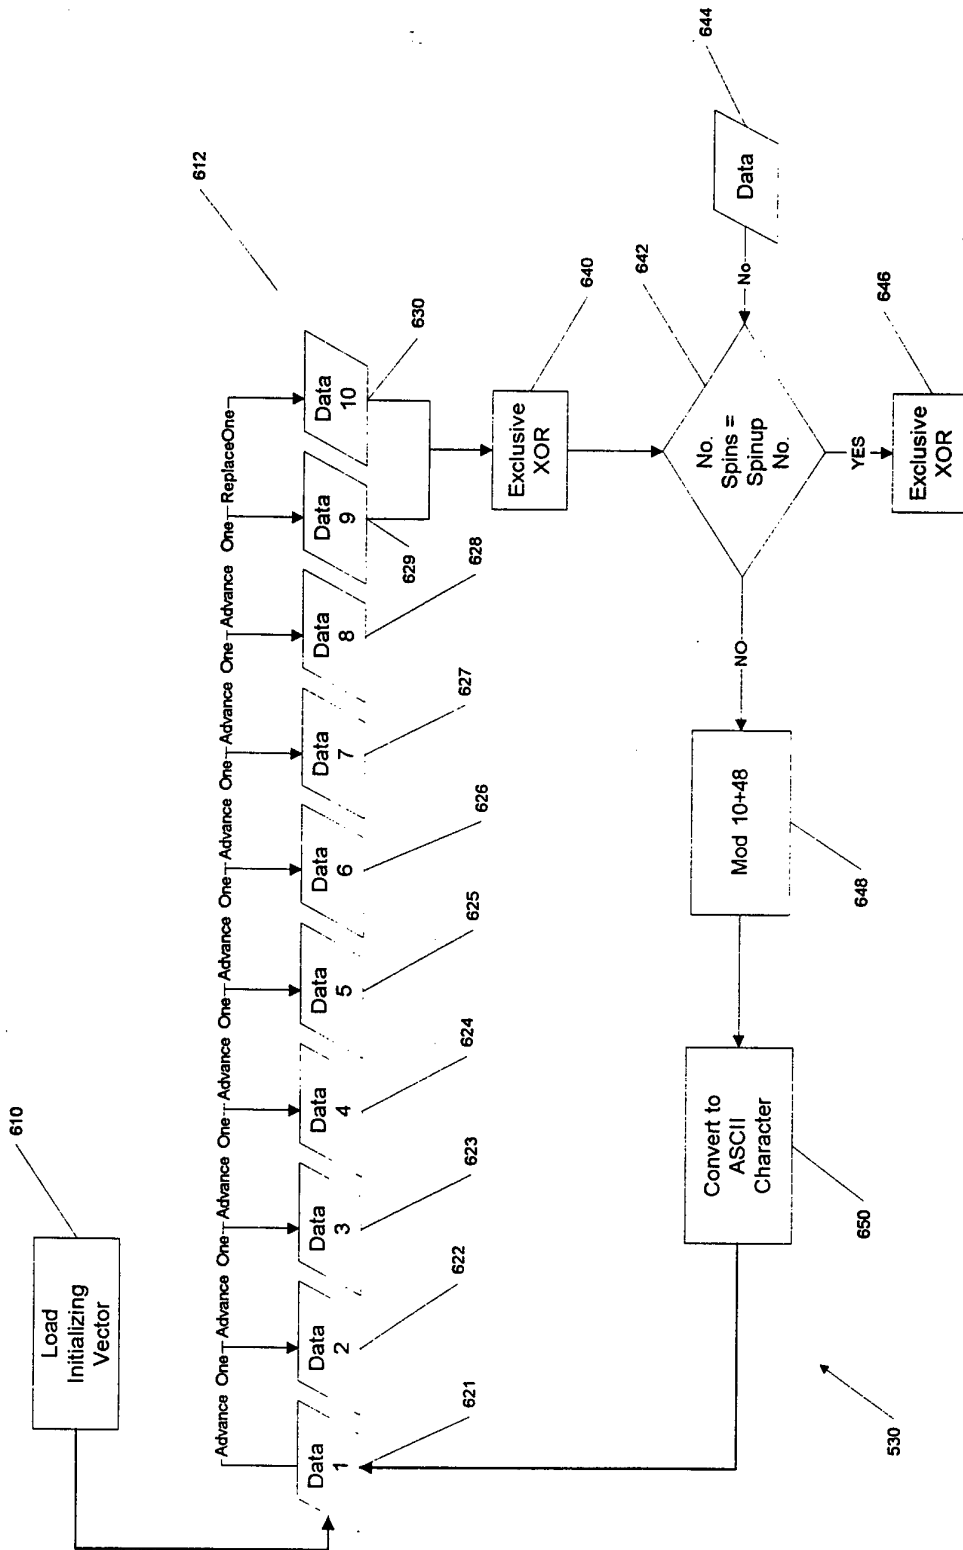 610
Load
Initializing
Vector
612
Advance One
Advance One
Advance One
Advance One
Advance One
Advance One
Advance One
Advance One
ReplaceOne
Data
1
Data
2
Data
3
Data
4
Data
5
Data
6
Data
7
Data
8
Data
9
Data
10
621
622
623
624
625
626
627
628
629
630
Exclusive
XOR
640
642
No.
Spins =
Spinup
No.
No
Data
644
YES
Exclusive
XOR
646
NO
Mod 10+48
648
Convert to
ASCII
Character
650
530